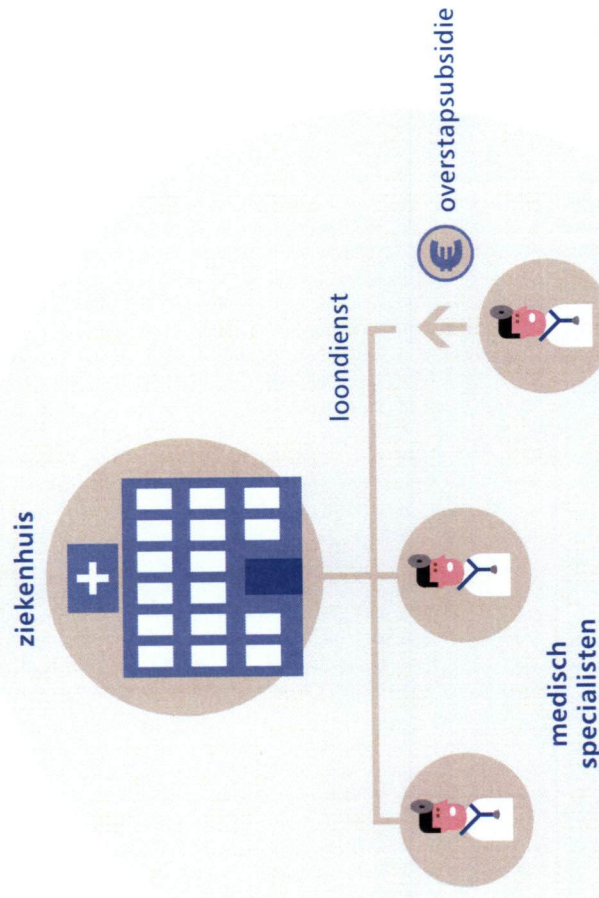 ziekenhuis
loondienst
overstapsubsidie
medisch
specialisten